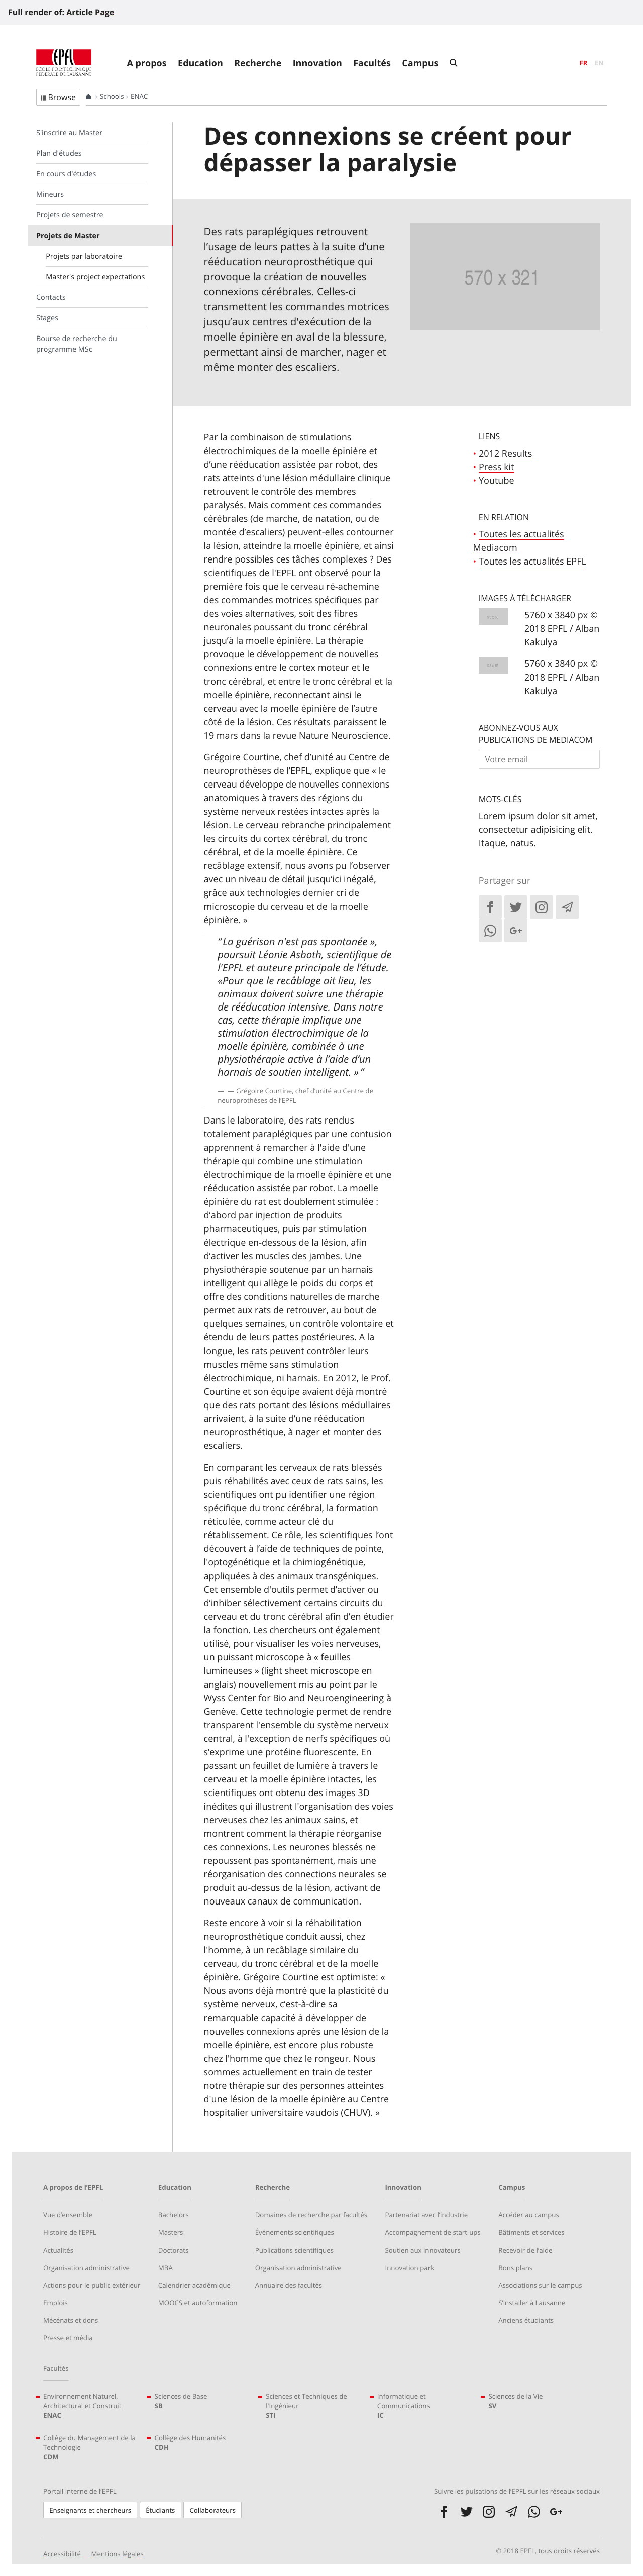 Full render of: Article Page
EPFL
ÉCOLE POLYTECHNIQUE
FÉDÉRALE DE LAUSANNE
A propos Education Recherche Innovation Facultés Campus
FR EN
Browse › Schools › ENAC
S'inscrire au Master
Plan d'études
En cours d'études
Mineurs
Projets de semestre
Projets de Master
Projets par laboratoire
Master's project expectations
Contacts
Stages
Bourse de recherche du
programme MSc
Des connexions se créent pour
dépasser la paralysie
Des rats paraplégiques retrouvent
l'usage de leurs pattes à la suite d'une
rééducation neuroprosthétique qui
provoque la création de nouvelles
connexions cérébrales. Celles-ci
transmettent les commandes motrices
jusqu'aux centres d'exécution de la
moelle épinière en aval de la blessure,
permettant ainsi de marcher, nager et
même monter des escaliers.
570 x 321
Par la combinaison de stimulations
électrochimiques de la moelle épinière et
d'une rééducation assistée par robot, des
rats atteints d'une lésion médullaire clinique
retrouvent le contrôle des membres
paralysés. Mais comment ces commandes
cérébrales (de marche, de natation, ou de
montée d'escaliers) peuvent-elles contourner
la lésion, atteindre la moelle épinière, et ainsi
rendre possibles ces tâches complexes ? Des
scientifiques de l'EPFL ont observé pour la
première fois que le cerveau ré-achemine
des commandes motrices spécifiques par
des voies alternatives, soit des fibres
neuronales poussant du tronc cérébral
jusqu'à la moelle épinière. La thérapie
provoque le développement de nouvelles
connexions entre le cortex moteur et le
tronc cérébral, et entre le tronc cérébral et la
moelle épinière, reconnectant ainsi le
cerveau avec la moelle épinière de l'autre
côté de la lésion. Ces résultats paraissent le
19 mars dans la revue Nature Neuroscience.
Grégoire Courtine, chef d'unité au Centre de
neuroprothèses de l'EPFL, explique que « le
cerveau développe de nouvelles connexions
anatomiques à travers des régions du
système nerveux restées intactes après la
lésion. Le cerveau rebranche principalement
les circuits du cortex cérébral, du tronc
cérébral, et de la moelle épinière. Ce
recâblage extensif, nous avons pu l'observer
avec un niveau de détail jusqu'ici inégalé,
grâce aux technologies dernier cri de
microscopie du cerveau et de la moelle
épinière. »
“ La guérison n'est pas spontanée »,
poursuit Léonie Asboth, scientifique de
l'EPFL et auteure principale de l'étude.
«Pour que le recâblage ait lieu, les
animaux doivent suivre une thérapie
de rééducation intensive. Dans notre
cas, cette thérapie implique une
stimulation électrochimique de la
moelle épinière, combinée à une
physiothérapie active à l'aide d'un
harnais de soutien intelligent. » “
— — Grégoire Courtine, chef d'unité au Centre de
neuroprothèses de l'EPFL
Dans le laboratoire, des rats rendus
totalement paraplégiques par une contusion
apprennent à remarcher à l'aide d'une
thérapie qui combine une stimulation
électrochimique de la moelle épinière et une
rééducation assistée par robot. La moelle
épinière du rat est doublement stimulée :
d'abord par injection de produits
pharmaceutiques, puis par stimulation
électrique en-dessous de la lésion, afin
d'activer les muscles des jambes. Une
physiothérapie soutenue par un harnais
intelligent qui allège le poids du corps et
offre des conditions naturelles de marche
permet aux rats de retrouver, au bout de
quelques semaines, un contrôle volontaire et
étendu de leurs pattes postérieures. A la
longue, les rats peuvent contrôler leurs
muscles même sans stimulation
électrochimique, ni harnais. En 2012, le Prof.
Courtine et son équipe avaient déjà montré
que des rats portant des lésions médullaires
arrivaient, à la suite d'une rééducation
neuroprosthétique, à nager et monter des
escaliers.
En comparant les cerveaux de rats blessés
puis réhabilités avec ceux de rats sains, les
scientifiques ont pu identifier une région
spécifique du tronc cérébral, la formation
réticulée, comme acteur clé du
rétablissement. Ce rôle, les scientifiques l'ont
découvert à l'aide de techniques de pointe,
l'optogénétique et la chimiogénétique,
appliquées à des animaux transgéniques.
Cet ensemble d'outils permet d'activer ou
d'inhiber sélectivement certains circuits du
cerveau et du tronc cérébral afin d'en étudier
la fonction. Les chercheurs ont également
utilisé, pour visualiser les voies nerveuses,
un puissant microscope à « feuilles
lumineuses » (light sheet microscope en
anglais) nouvellement mis au point par le
Wyss Center for Bio and Neuroengineering à
Genève. Cette technologie permet de rendre
transparent l'ensemble du système nerveux
central, à l'exception de nerfs spécifiques où
s'exprime une protéine fluorescente. En
passant un feuillet de lumière à travers le
cerveau et la moelle épinière intactes, les
scientifiques ont obtenu des images 3D
inédites qui illustrent l'organisation des voies
nerveuses chez les animaux sains, et
montrent comment la thérapie réorganise
ces connexions. Les neurones blessés ne
repoussent pas spontanément, mais une
réorganisation des connections neurales se
produit au-dessus de la lésion, activant de
nouveaux canaux de communication.
Reste encore à voir si la réhabilitation
neuroprosthétique conduit aussi, chez
l'homme, à un recâblage similaire du
cerveau, du tronc cérébral et de la moelle
épinière. Grégoire Courtine est optimiste: «
Nous avons déjà montré que la plasticité du
système nerveux, c'est-à-dire sa
remarquable capacité à développer de
nouvelles connexions après une lésion de la
moelle épinière, est encore plus robuste
chez l'homme que chez le rongeur. Nous
sommes actuellement en train de tester
notre thérapie sur des personnes atteintes
d'une lésion de la moelle épinière au Centre
hospitalier universitaire vaudois (CHUV). »
LIENS
• 2012 Results
• Press kit
• Youtube
EN RELATION
• Toutes les actualités
Mediacom
• Toutes les actualités EPFL
IMAGES À TÉLÉCHARGER
5760 x 3840 px ©
2018 EPFL / Alban
Kakulya
5760 x 3840 px ©
2018 EPFL / Alban
Kakulya
ABONNEZ-VOUS AUX
PUBLICATIONS DE MEDIACOM
Votre email
MOTS-CLÉS
Lorem ipsum dolor sit amet,
consectetur adipisicing elit.
Itaque, natus.
Partager sur
A propos de l'EPFL
Vue d'ensemble
Histoire de l'EPFL
Actualités
Organisation administrative
Actions pour le public extérieur
Emplois
Mécénats et dons
Presse et média
Education
Bachelors
Masters
Doctorats
MBA
Calendrier académique
MOOCS et autoformation
Recherche
Domaines de recherche par facultés
Événements scientifiques
Publications scientifiques
Organisation administrative
Annuaire des facultés
Innovation
Partenariat avec l'industrie
Accompagnement de start-ups
Soutien aux innovateurs
Innovation park
Campus
Accéder au campus
Bâtiments et services
Recevoir de l'aide
Bons plans
Associations sur le campus
S'installer à Lausanne
Anciens étudiants
Facultés
Environnement Naturel,
Architectural et Construit
ENAC
Sciences de Base
SB
Sciences et Techniques de
l'Ingénieur
STI
Informatique et
Communications
IC
Sciences de la Vie
SV
Collège du Management de la
Technologie
CDM
Collège des Humanités
CDH
Portail interne de l'EPFL
Enseignants et chercheurs Étudiants Collaborateurs
Suivre les pulsations de l'EPFL sur les réseaux sociaux
Accessibilité Mentions légales
© 2018 EPFL, tous droits réservés